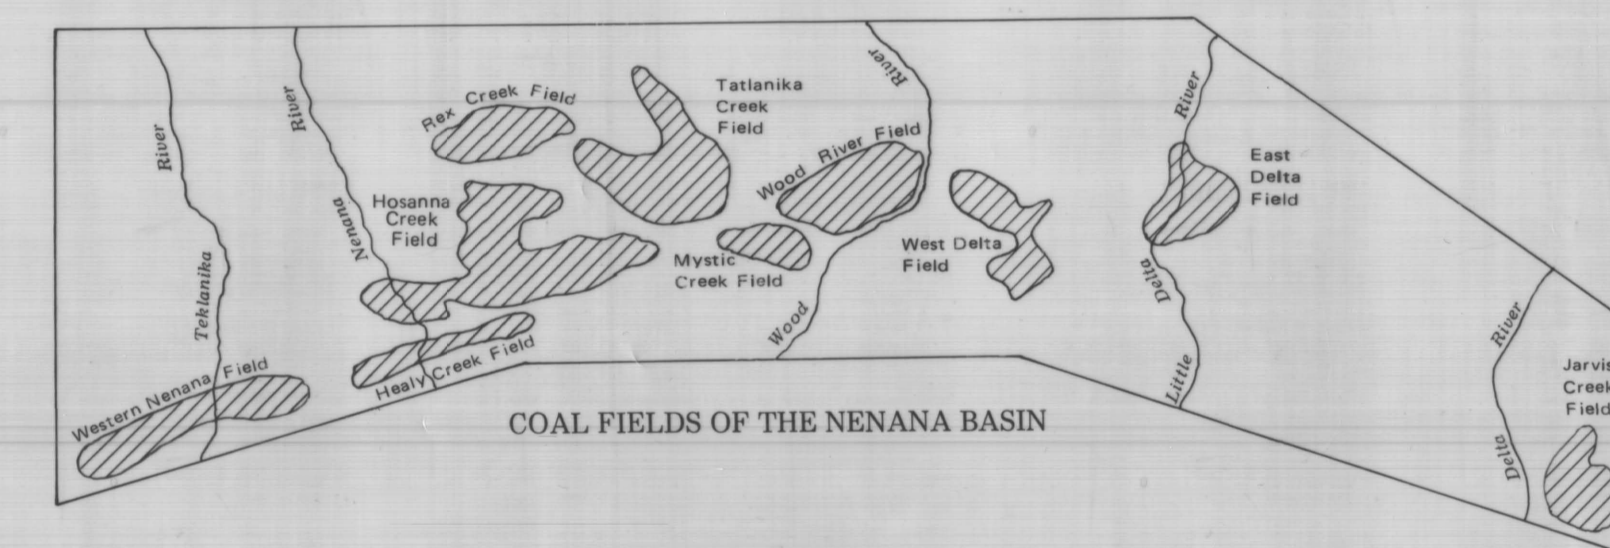 Rex Creek Field
Tatlanika
Creek
Field
Wood River Field
Hosanna
Creek
Field
Mystic
Creek Field
West Delta
Field
East
Delta
Field
Healy Creek Field
Western Nenana Field
Jarvis
Creek
Field
Teklanika River
Nenana River
Wood River
Little Delta River
Delta River
COAL FIELDS OF THE NENANA BASIN